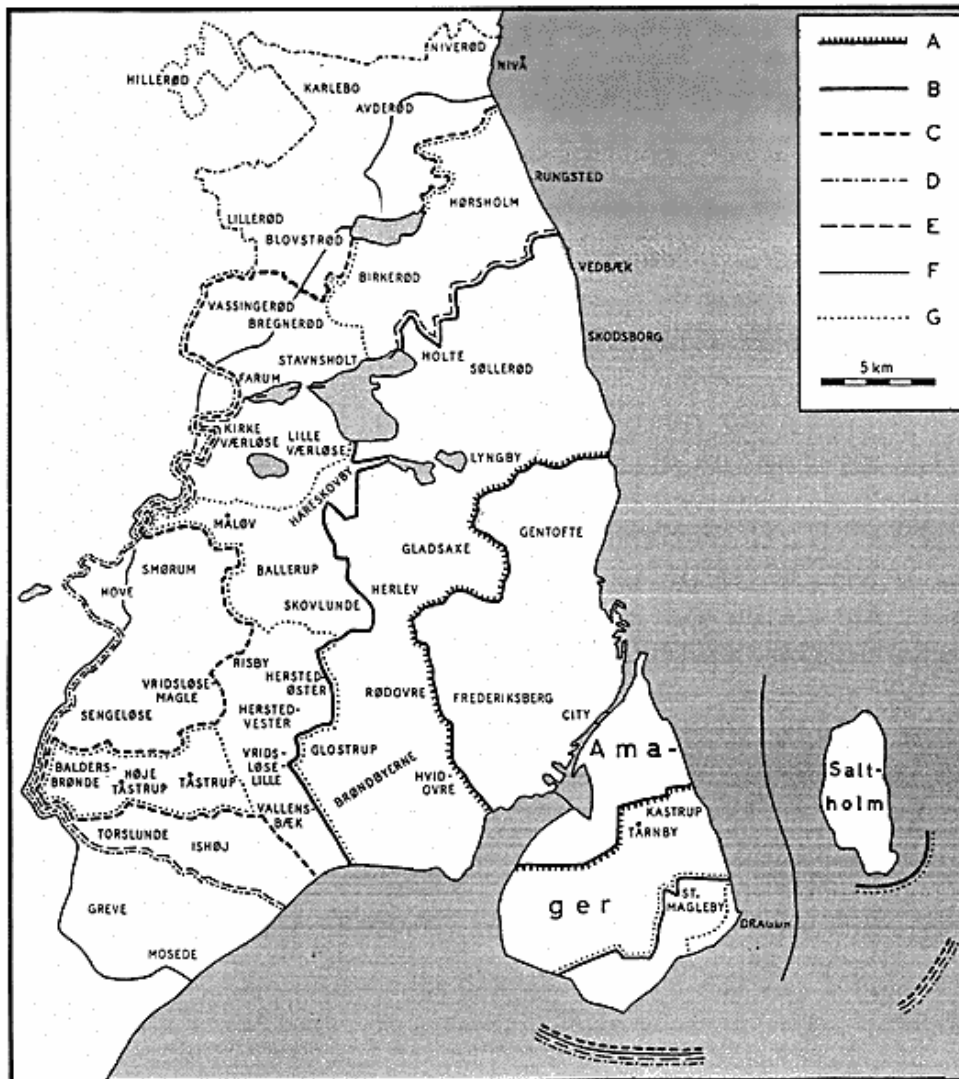 NIVERØD
NIVÅ
HILLERØD
KARLEBO
AVDERØD
RUNGSTED
HØRSHOLM
LILLERØD
BLOVSTRØD
VEDBÆK
BIRKERØD
VASSINGERØD
BREGNERØD
SKODSBORG
STAVNSHOLT
HOLTE
SØLLERØD
FARUM
KIRKE
VÆRLØSE
LILLE
VÆRLØSE
LYNGBY
HARESKOVBY
MÅLØV
GENTOFTE
GLADSAXE
SMØRUM
BALLERUP
HOVE
HERLEV
SKOVLUNDE
RISBY
HERSTED-
ØSTER
RØDOVRE
VRIDSLØSE-
MAGLE
FREDERIKSBERG
HERSTED-
VESTER
SENGELØSE
CITY
GLOSTRUP
VRIDS-
LØSE-
LILLE
BALDERS-
BRØNDE
HØJE
TÅSTRUP
TÅSTRUP
BRØNDBYERNE
HVID-
OVRE
Ama-
Salt-
holm
VALLENS-
BÆK
KASTRUP
TÅRNBY
TORSLUNDE
ISHØJ
ger
ST.
MAGLEBY
GREVE
DRAGØR
MOSEDE
A
B
C
D
E
F
G
5 km